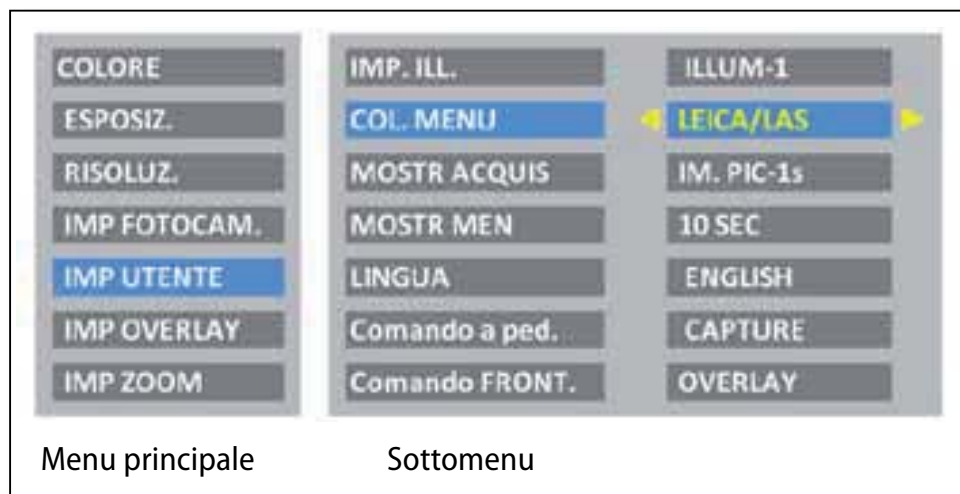 COLORE
ESPOSIZ.
RISOLUZ.
IMP FOTOCAM.
IMP UTENTE
IMP OVERLAY
IMP ZOOM
IMP. ILL. ILLUM-1
COL. MENU LEICA/LAS
MOSTR ACQUIS IM. PIC-1s
MOSTR MEN 10 SEC
LINGUA ENGLISH
Comando a ped. CAPTURE
Comando FRONT. OVERLAY
Menu principale Sottomenu